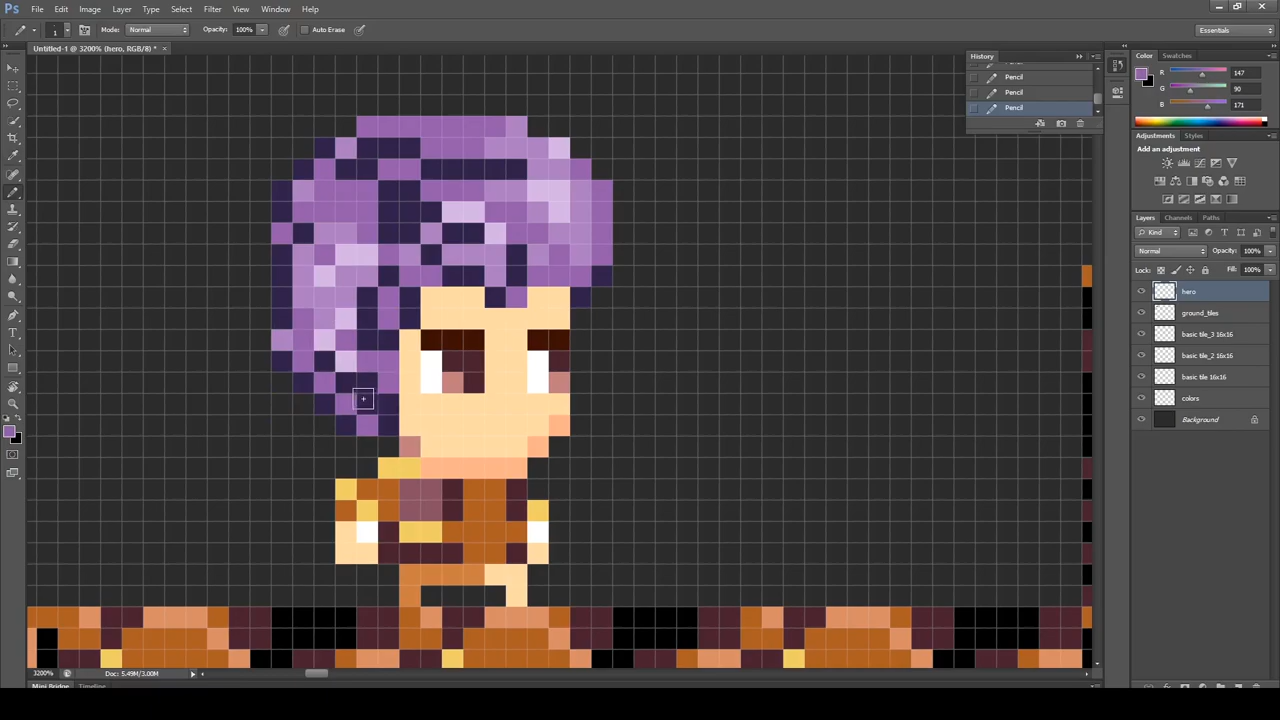 Ps File Edit Image Layer Type Select Filter Edit View Window Help
1 Mode: Normal Opacity: 100% Auto Erase Essentials
Untitled-1 @ 3200% (hero, RGB/8) * ×
History
Pencil
Pencil
Pencil
Color Swatches
R 147
G 90
B 171
Adjustments Styles
Add an adjustment
Layers Channels Paths
Kind
Normal Opacity: 100%
Lock: Fill: 100%
hero
ground_tiles
basic tile_3 16x16
basic tile_2 16x16
basic tile 16x16
colors
Background
3200% Doc: 5.49M/3.00M
Mini Bridge Timeline